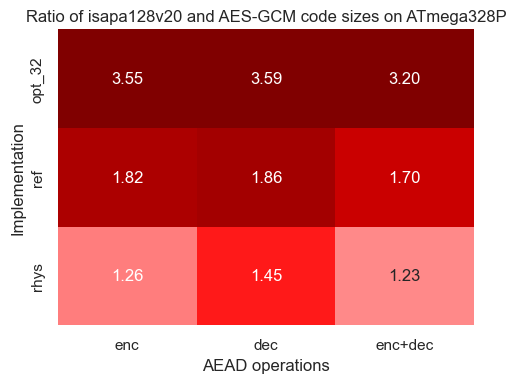 Ratio of isapa128v20 and AES-GCM code sizes on ATmega328P
Implementation
opt_32
3.55 3.59 3.20
ref
1.82 1.86 1.70
rhys
1.26 1.45 1.23
enc dec enc+dec
AEAD operations